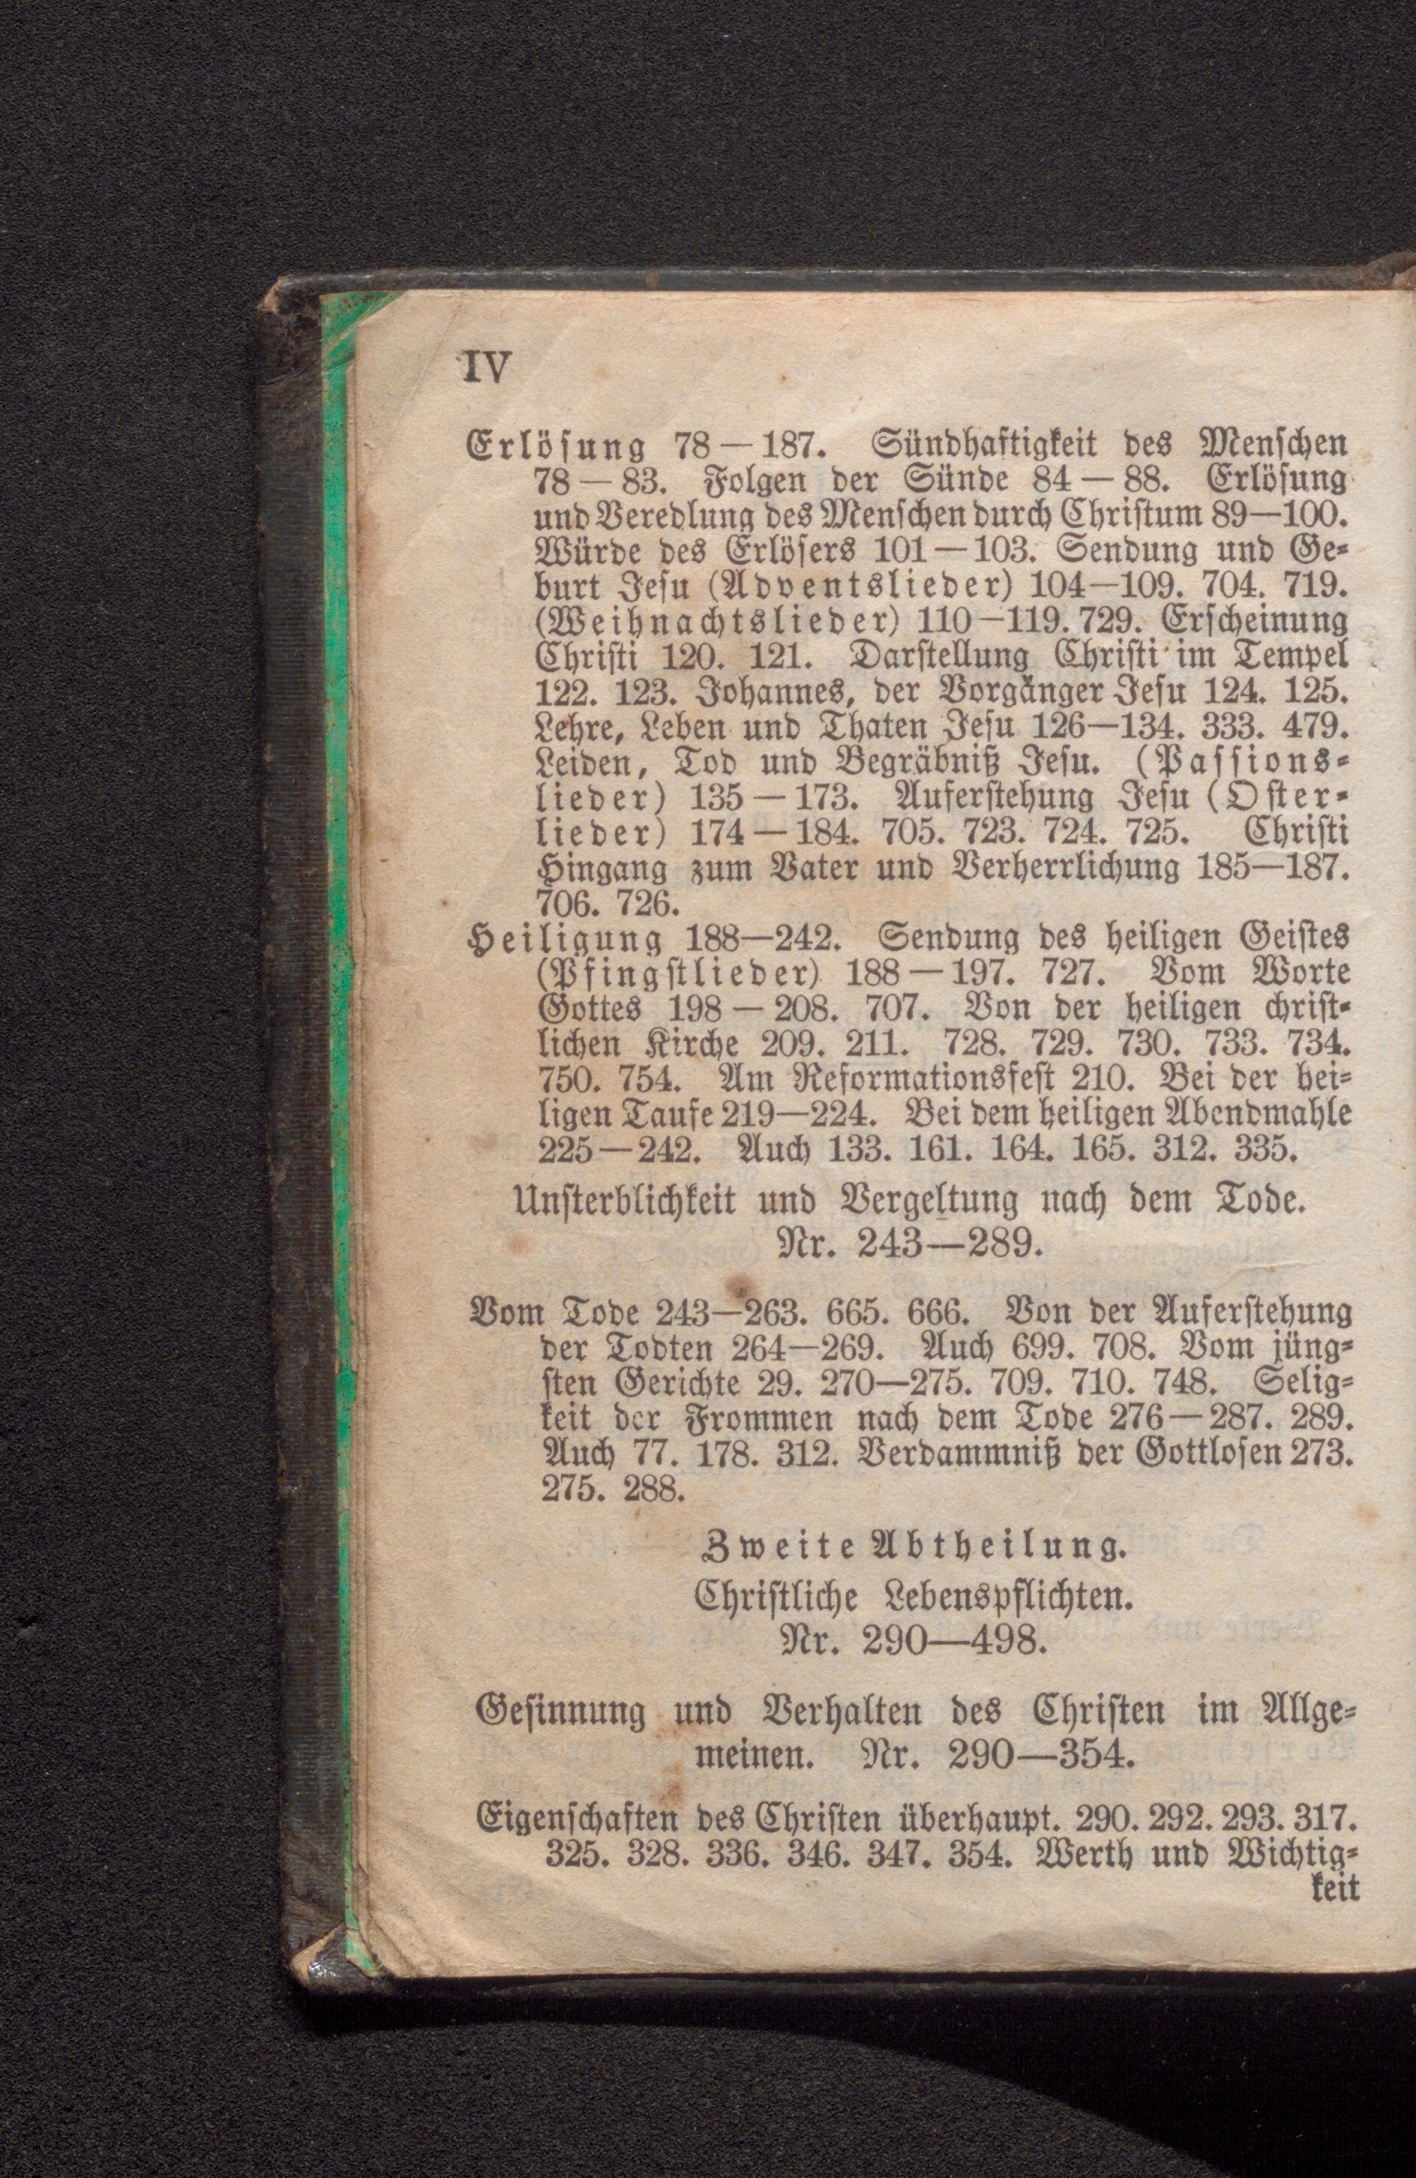 IV
Erlöſung 78 — 187. Sündhaftigkeit des Menſchen
78 — 83. Folgen der Sünde 84 — 88. Erlöſung
und Veredlung des Menſchen durch Chriſtum 89—100.
Würde des Erlöſers 101 — 103. Sendung und Ge⸗
burt Jeſu (Adventslieder) 104—109. 704. 719.
(Weihnachtslieder) 110 —119. 729. Erſcheinung
Chriſti 120. 121. Darſtellung Chriſti im Tempel
122. 123. Johannes, der Vorgänger Jeſu 124. 125.
Lehre, Leben und Thaten Jeſu 126—134. 333. 479.
Leiden, Tod und Begräbniß Jeſu. (Paſſions⸗
lieder) 135 — 173. Auferſtehung Jeſu (Oſter⸗
lieder) 174 — 184. 705. 723. 724. 725. Chriſti
Hingang zum Vater und Verherrlichung 185—187.
706. 726.
Heiligung 188—242. Sendung des heiligen Geiſtes
(Pfingſtlieder) 188 — 197. 727. Vom Worte
Gottes 198 — 208. 707. Von der heiligen chriſt⸗
lichen Kirche 209. 211. 728. 729. 730. 733. 734.
750. 754. Am Reformationsfeſt 210. Bei der hei⸗
ligen Taufe 219—224. Bei dem heiligen Abendmahle
225 — 242. Auch 133. 161. 164. 165. 312. 335.
Unſterblichkeit und Vergeltung nach dem Tode.
Nr. 243—289.
Vom Tode 243—263. 665. 666. Von der Auferſtehung
der Todten 264—269. Auch 699. 708. Vom jüng⸗
ſten Gerichte 29. 270—275. 709. 710. 748. Selig⸗
keit der Frommen nach dem Tode 276 — 287. 289.
Auch 77. 178. 312. Verdammniß der Gottloſen 273.
275. 288.
Zweite Abtheilung.
Chriſtliche Lebenspflichten.
Nr. 290—498.
Geſinnung und Verhalten des Chriſten im Allge⸗
meinen. Nr. 290—354.
Eigenſchaften des Chriſten überhaupt. 290. 292. 293. 317.
325. 328. 336. 346. 347. 354. Werth und Wichtig⸗
keit